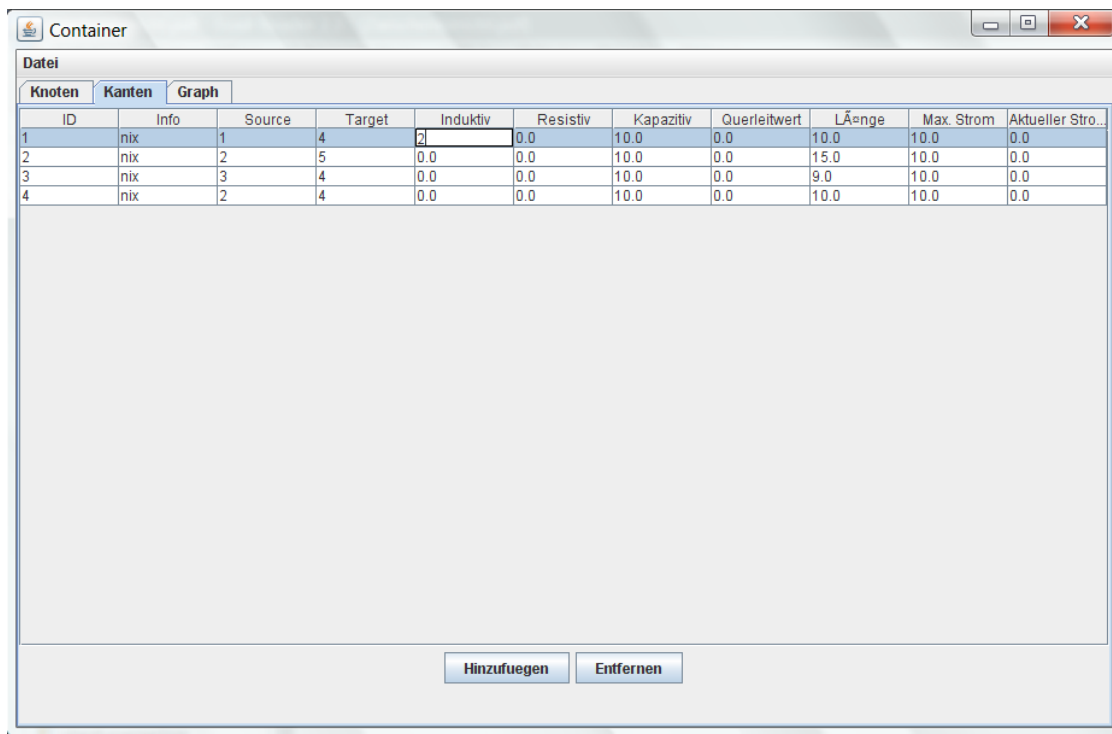 Container
Datei
Knoten Kanten Graph
ID Info Source Target Induktiv Resistiv Kapazitiv Querleitwert LÃ¤nge Max. Strom Aktueller Stro...
1 nix 1 4 2 0.0 10.0 0.0 10.0 10.0 0.0
2 nix 2 5 0.0 0.0 10.0 0.0 15.0 10.0 0.0
3 nix 3 4 0.0 0.0 10.0 0.0 9.0 10.0 0.0
4 nix 2 4 0.0 0.0 10.0 0.0 10.0 10.0 0.0
Hinzufuegen Entfernen